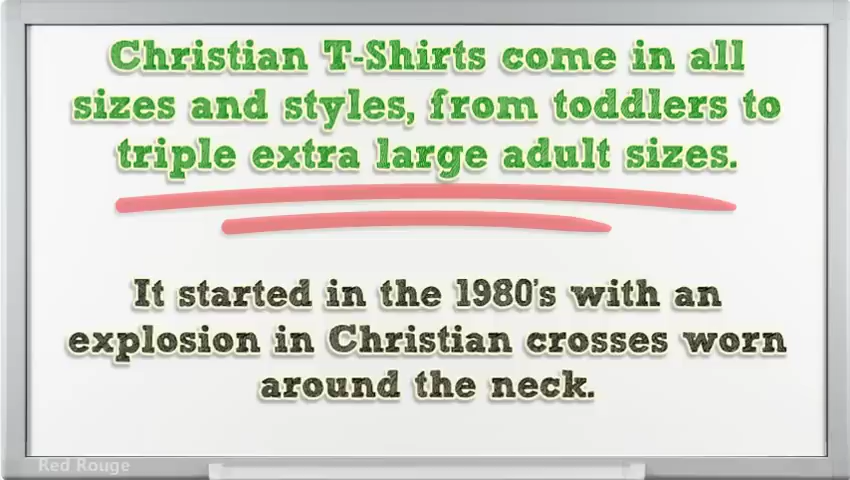 Christian T-Shirts come in all
sizes and styles, from toddlers to
triple extra large adult sizes.
It started in the 1980's with an
explosion in Christian crosses worn
around the neck.
Red Rouge